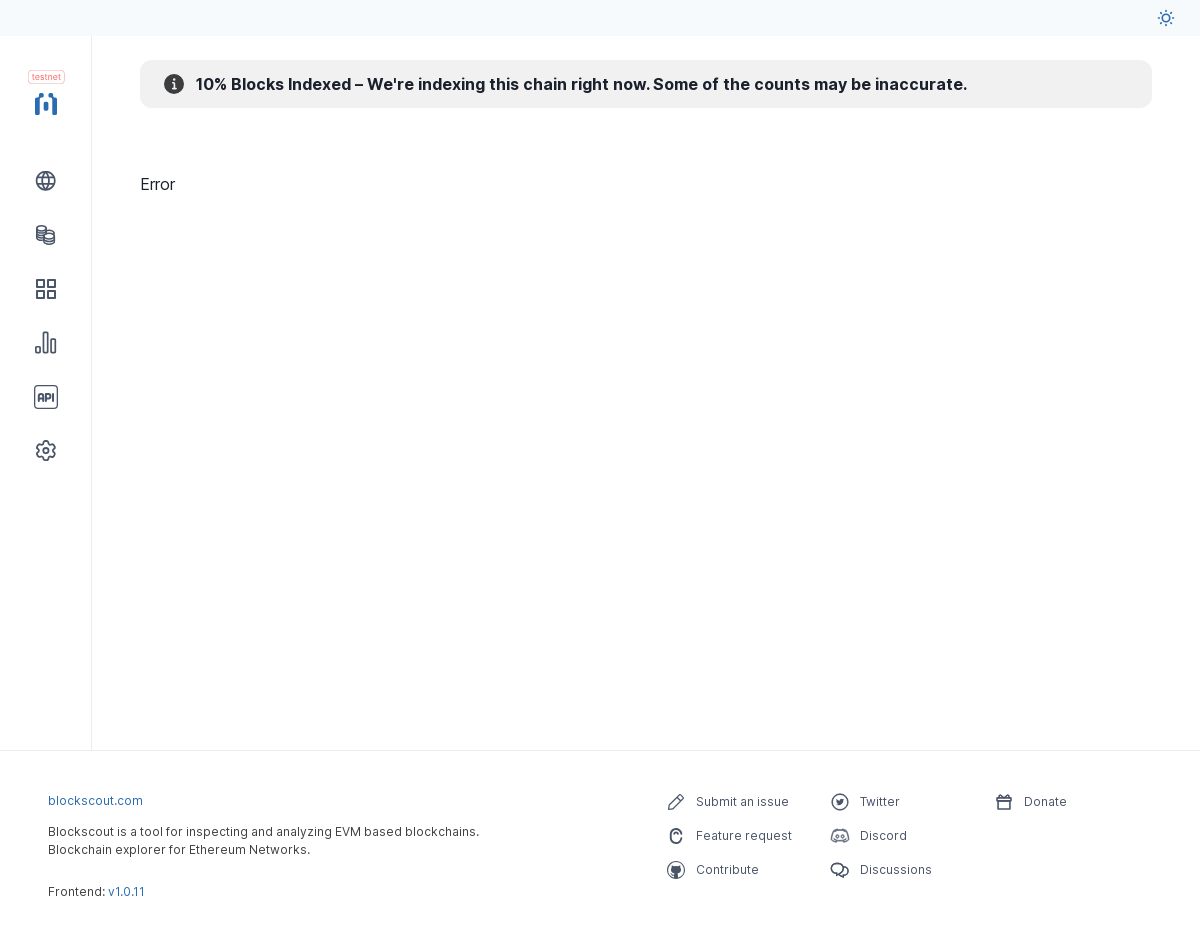 testnet
10% Blocks Indexed – We're indexing this chain right now. Some of the counts may be inaccurate.
Error
API
blockscout.com
Blockscout is a tool for inspecting and analyzing EVM based blockchains.
Blockchain explorer for Ethereum Networks.
Frontend: v1.0.11
Submit an issue
Feature request
Contribute
Twitter
Discord
Discussions
Donate